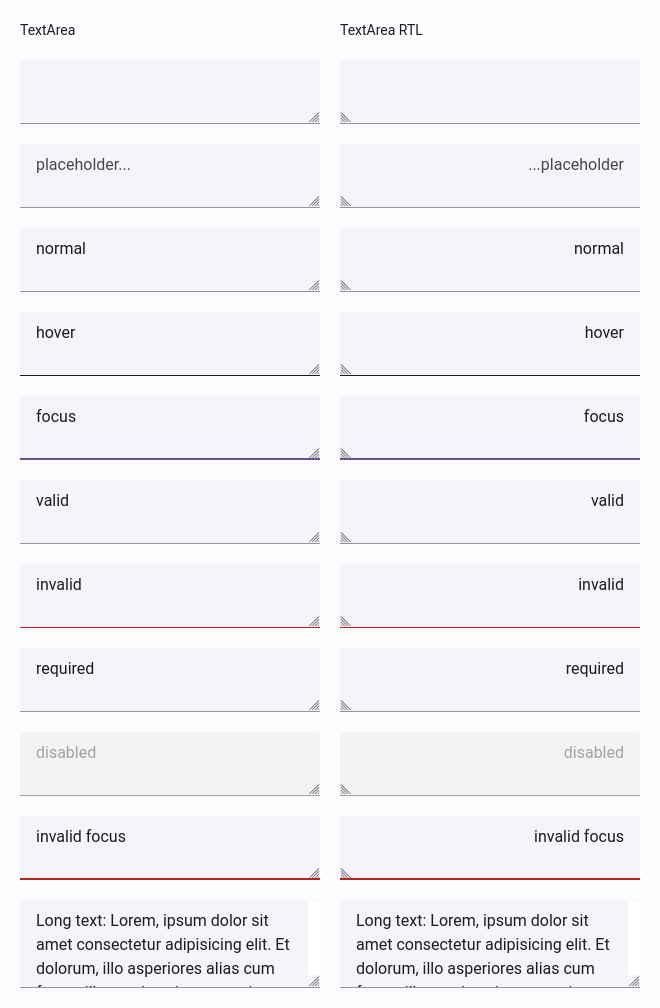 TextArea
TextArea RTL
placeholder...
...placeholder
normal
normal
hover
hover
focus
focus
valid
valid
invalid
invalid
required
required
disabled
disabled
invalid focus
invalid focus
Long text: Lorem, ipsum dolor sit
amet consectetur adipisicing elit. Et
dolorum, illo asperiores alias cum
Long text: Lorem, ipsum dolor sit
amet consectetur adipisicing elit. Et
dolorum, illo asperiores alias cum